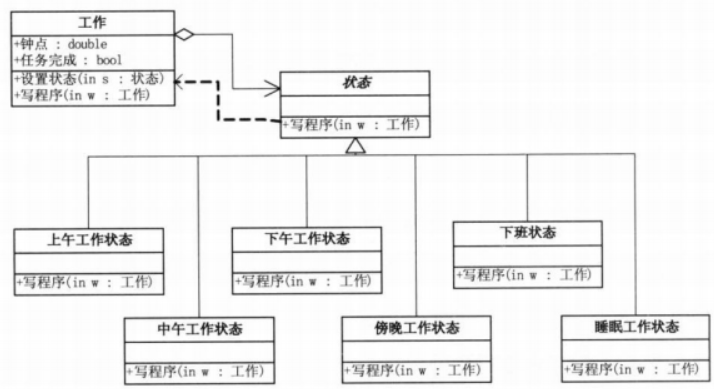 工作
+钟点 : double
+任务完成 : bool
+设置状态(in s : 状态)
+写程序(in w : 工作)
状态
+写程序(in w : 工作)
上午工作状态
+写程序(in w : 工作)
下午工作状态
+写程序(in w : 工作)
下班状态
+写程序(in w : 工作)
中午工作状态
+写程序(in w : 工作)
傍晚工作状态
+写程序(in w : 工作)
睡眠工作状态
+写程序(in w : 工作)